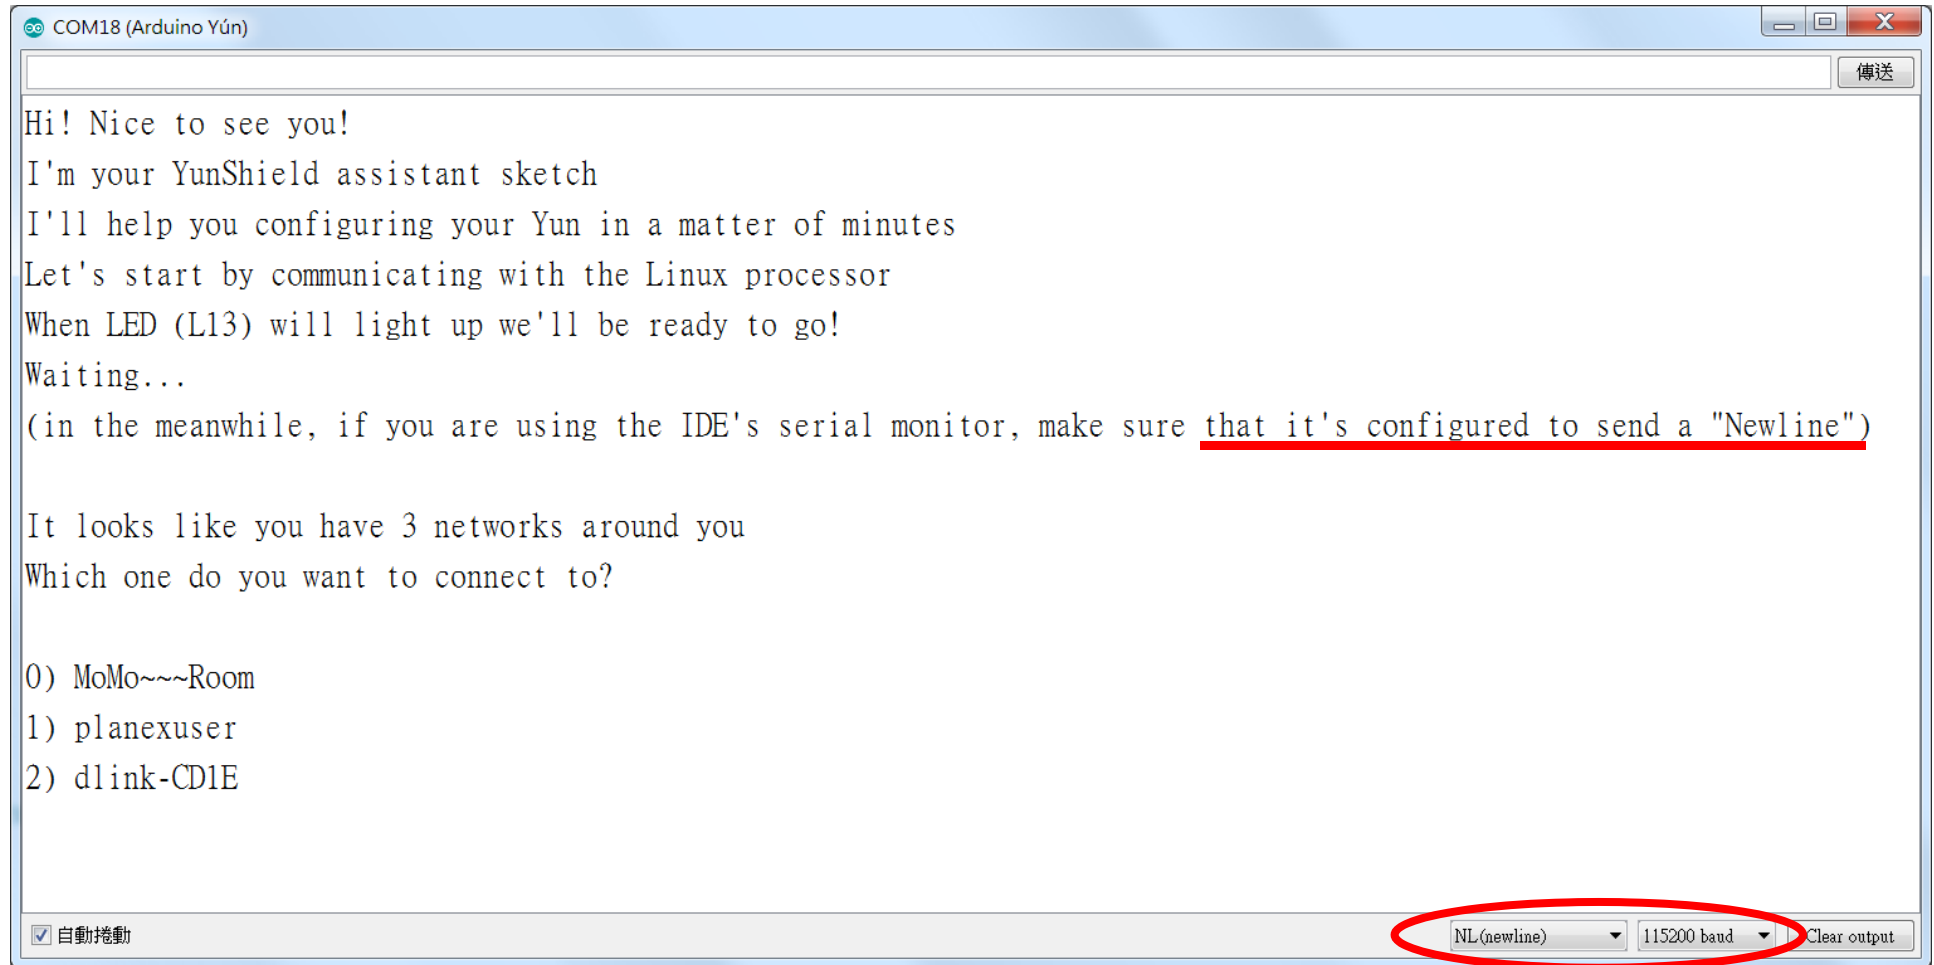 COM18 (Arduino Yún)
傳送
Hi! Nice to see you!
I'm your YunShield assistant sketch
I'll help you configuring your Yun in a matter of minutes
Let's start by communicating with the Linux processor
When LED (L13) will light up we'll be ready to go!
Waiting...
(in the meanwhile, if you are using the IDE's serial monitor, make sure that it's configured to send a "Newline")
It looks like you have 3 networks around you
Which one do you want to connect to?
0) MoMo~~~Room
1) planexuser
2) dlink-CD1E
自動捲動
NL(newline)
115200 baud
Clear output